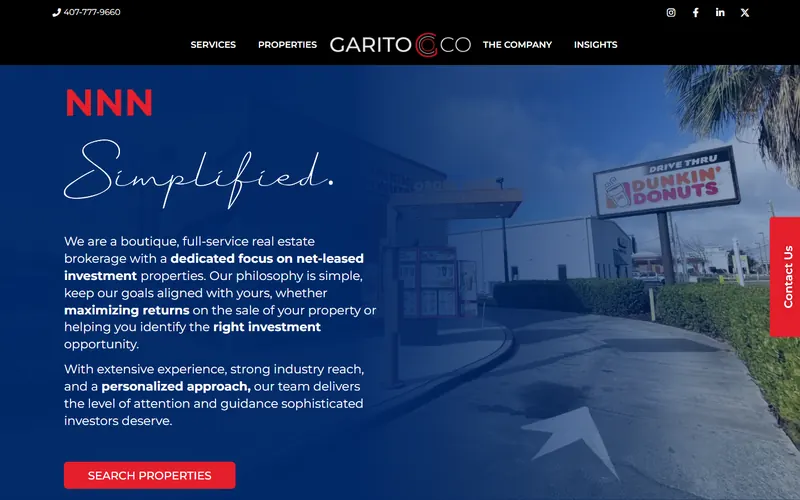 407-777-9660
SERVICES
PROPERTIES
GARITO CO
THE COMPANY
INSIGHTS
NNN
Simplified.
DRIVE THRU
DUNKIN'
DONUTS
We are a boutique, full-service real estate
brokerage with a dedicated focus on net-leased
investment properties. Our philosophy is simple,
keep our goals aligned with yours, whether
maximizing returns on the sale of your property or
helping you identify the right investment
opportunity.
With extensive experience, strong industry reach,
and a personalized approach, our team delivers
the level of attention and guidance sophisticated
investors deserve.
SEARCH PROPERTIES
Contact Us